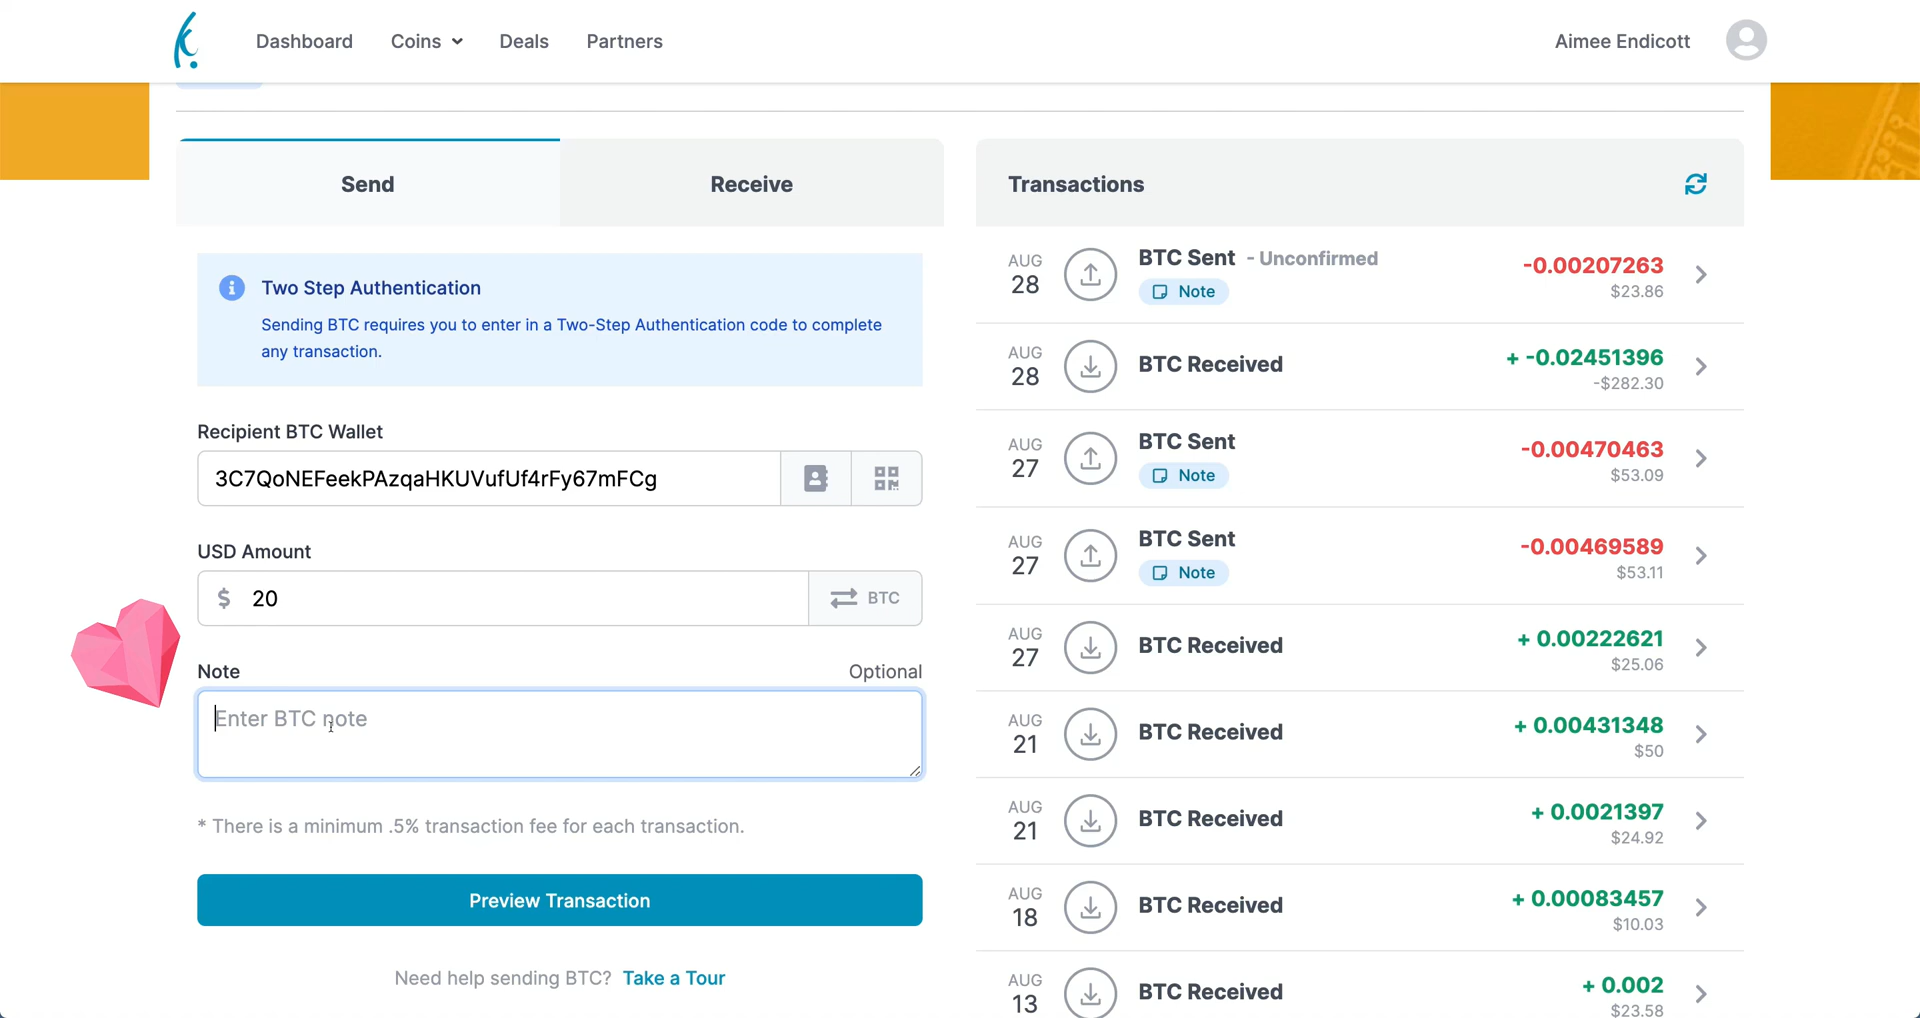 Dashboard
Coins
Deals
Partners
Aimee Endicott
Send
Receive
Two Step Authentication
Sending BTC requires you to enter in a Two-Step Authentication code to complete
any transaction.
Recipient BTC Wallet
3C7QoNEFeekPAzqaHKUVufUf4rFy67mFCg
USD Amount
$ 20
BTC
Note
Optional
Enter BTC note
* There is a minimum .5% transaction fee for each transaction.
Preview Transaction
Need help sending BTC? Take a Tour
Transactions
AUG
28
BTC Sent - Unconfirmed
Note
-0.00207263
$23.86
AUG
28
BTC Received
+ -0.02451396
-$282.30
AUG
27
BTC Sent
Note
-0.00470463
$53.09
AUG
27
BTC Sent
Note
-0.00469589
$53.11
AUG
27
BTC Received
+ 0.00222621
$25.06
AUG
21
BTC Received
+ 0.00431348
$50
AUG
21
BTC Received
+ 0.0021397
$24.92
AUG
18
BTC Received
+ 0.00083457
$10.03
AUG
13
BTC Received
+ 0.002
$23.58